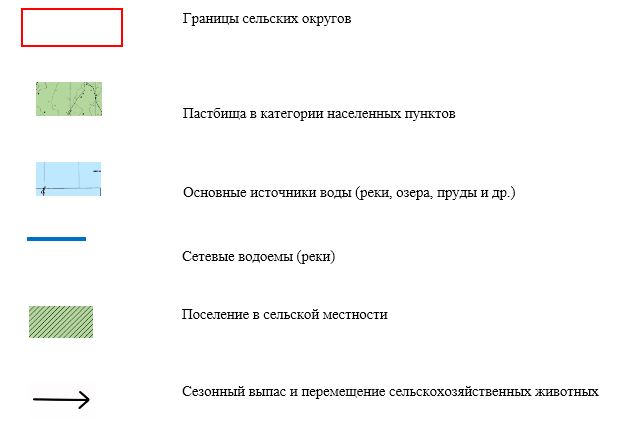 Границы сельских округов
Пастбища в категории населенных пунктов
Основные источники воды (реки, озера, пруды и др.)
Сетевые водоемы (реки)
Поселение в сельской местности
Сезонный выпас и перемещение сельскохозяйственных животных